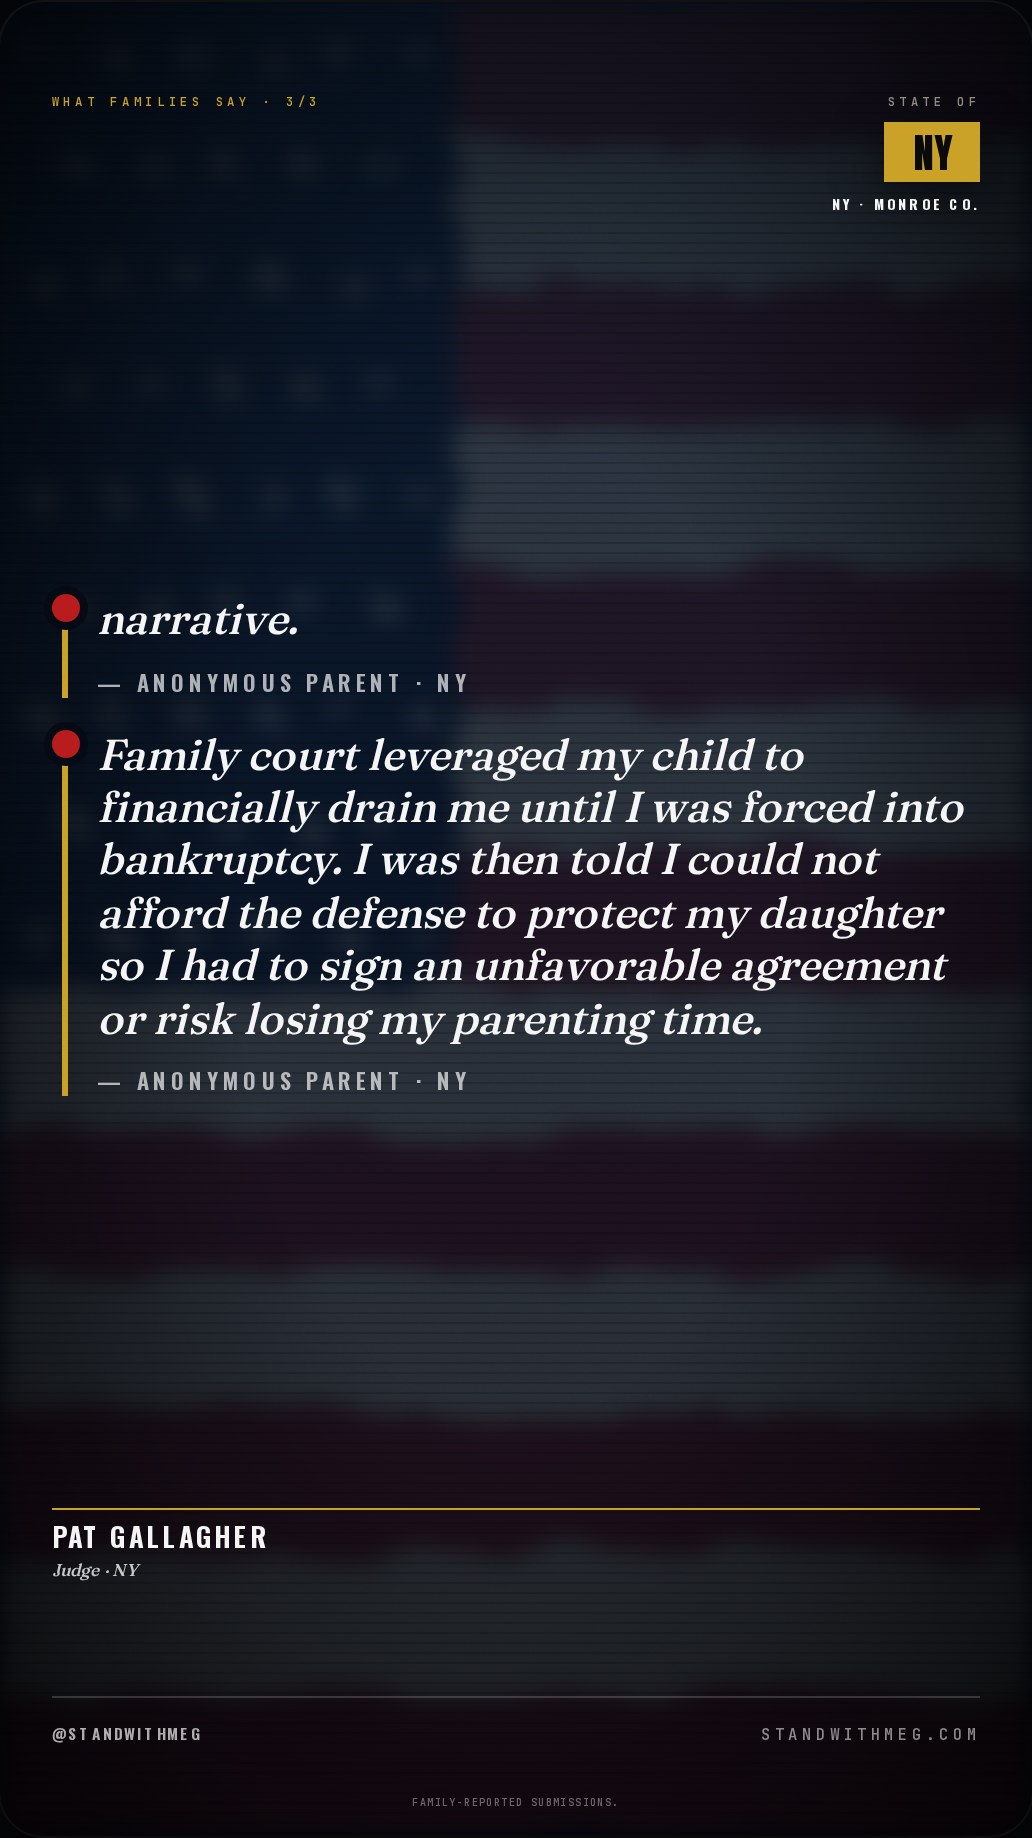 WHAT FAMILIES SAY · 3/3
STATE OF
NY
NY · MONROE CO.
narrative.
— ANONYMOUS PARENT · NY
Family court leveraged my child to
financially drain me until I was forced into
bankruptcy. I was then told I could not
afford the defense to protect my daughter
so I had to sign an unfavorable agreement
or risk losing my parenting time.
— ANONYMOUS PARENT · NY
PAT GALLAGHER
Judge · NY
@STANDWITHMEG
STANDWITHMEG.COM
FAMILY-REPORTED SUBMISSIONS.